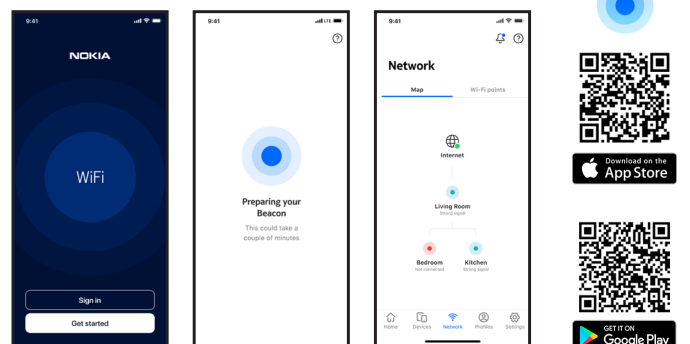 9:41
NOKIA
WiFi
Sign in
Get started
9:41
LTE
Preparing your
Beacon
This could take a
couple of minutes
9:41
Network
Map
Wi-Fi points
Internet
Living Room
Strong signal
Bedroom
Not connected
Kitchen
Strong signal
Home
Devices
Network
Profiles
Settings
Download on the
App Store
GET IT ON
Google Play